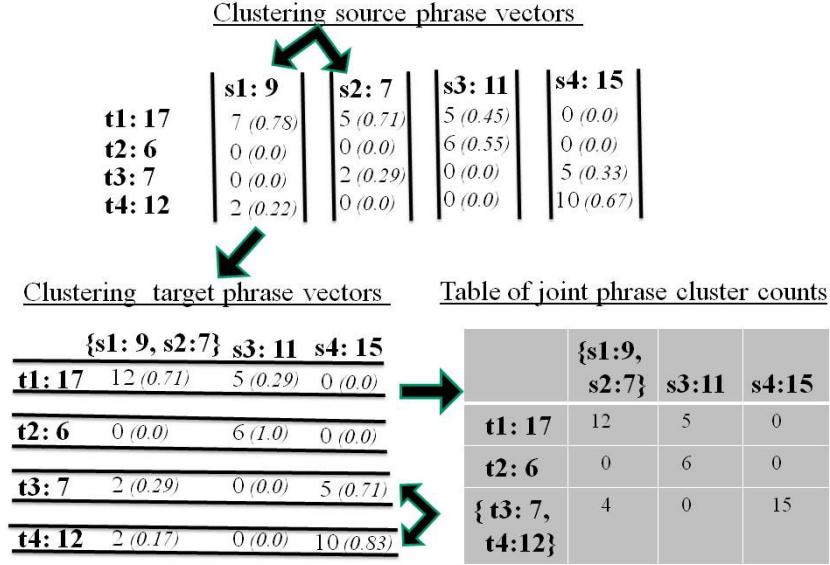 Clustering source phrase vectors
s1: 9 s2: 7 s3: 11 s4: 15
t1: 17 7 (0.78) 5 (0.71) 5 (0.45) 0 (0.0)
t2: 6 0 (0.0) 0 (0.0) 6 (0.55) 0 (0.0)
t3: 7 0 (0.0) 2 (0.29) 0 (0.0) 5 (0.33)
t4: 12 2 (0.22) 0 (0.0) 0 (0.0) 10 (0.67)
Clustering target phrase vectors
{s1: 9, s2:7} s3: 11 s4: 15
t1: 17 12 (0.71) 5 (0.29) 0 (0.0)
t2: 6 0 (0.0) 6 (1.0) 0 (0.0)
t3: 7 2 (0.29) 0 (0.0) 5 (0.71)
t4: 12 2 (0.17) 0 (0.0) 10 (0.83)
Table of joint phrase cluster counts
{s1:9,
s2:7} s3:11 s4:15
t1: 17 12 5 0
t2: 6 0 6 0
{ t3: 7, 4 0 15
t4:12}